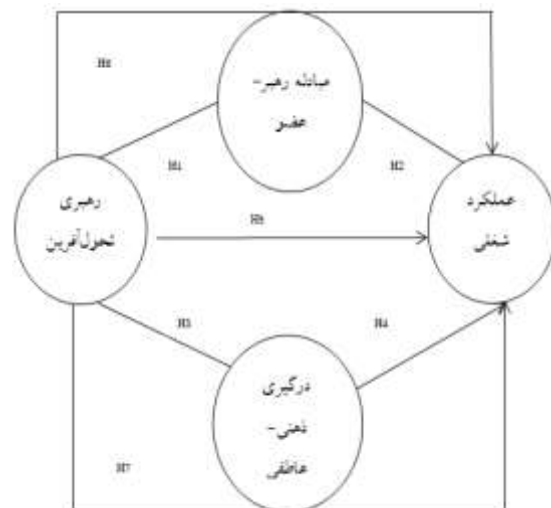 H6
مبادله رهبر-
عضو
H1
H2
رهبری
تحول‌آفرین
H5
عملکرد
شغلی
H3
H4
درگیری
ذهنی-
عاطفی
H7